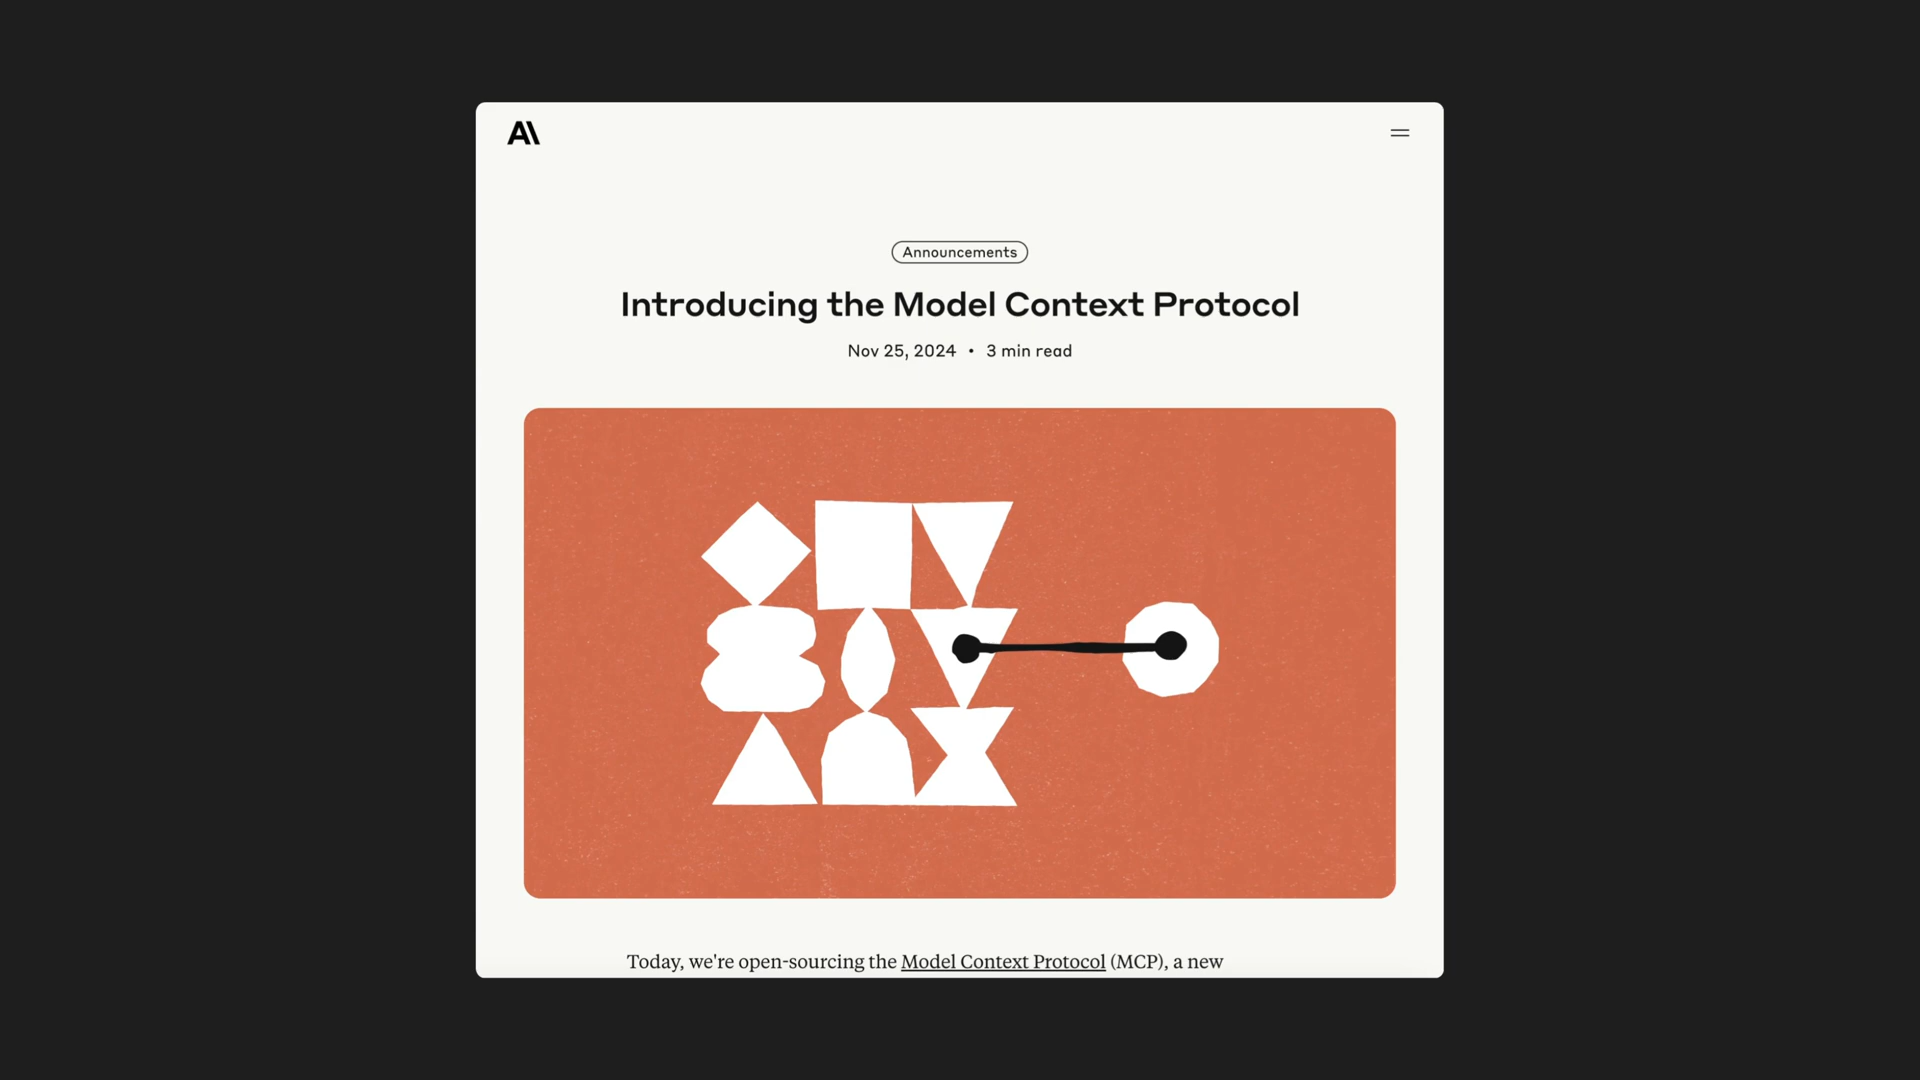 AI
Announcements
Introducing the Model Context Protocol
Nov 25, 2024 • 3 min read
Today, we're open-sourcing the Model Context Protocol (MCP), a new